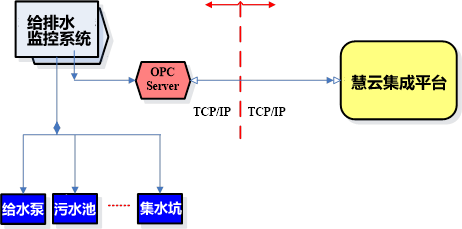 给排水
监控系统
OPC
Server
慧云集成平台
TCP/IP
TCP/IP
给水泵
污水池
......
集水坑